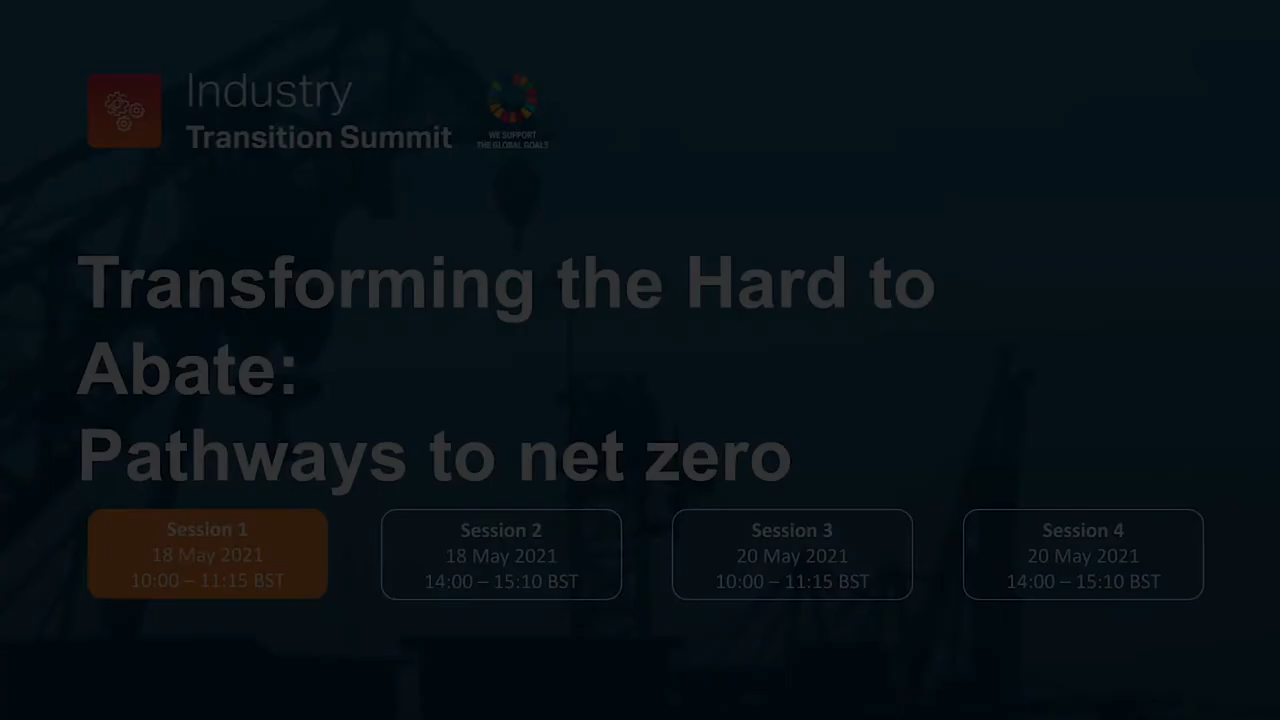 Industry
Transition Summit
WE SUPPORT
THE GLOBAL GOALS
Transforming the Hard to
Abate:
Pathways to net zero
Session 1
18 May 2021
10:00 – 11:15 BST
Session 2
18 May 2021
14:00 – 15:10 BST
Session 3
20 May 2021
10:00 – 11:15 BST
Session 4
20 May 2021
14:00 – 15:10 BST